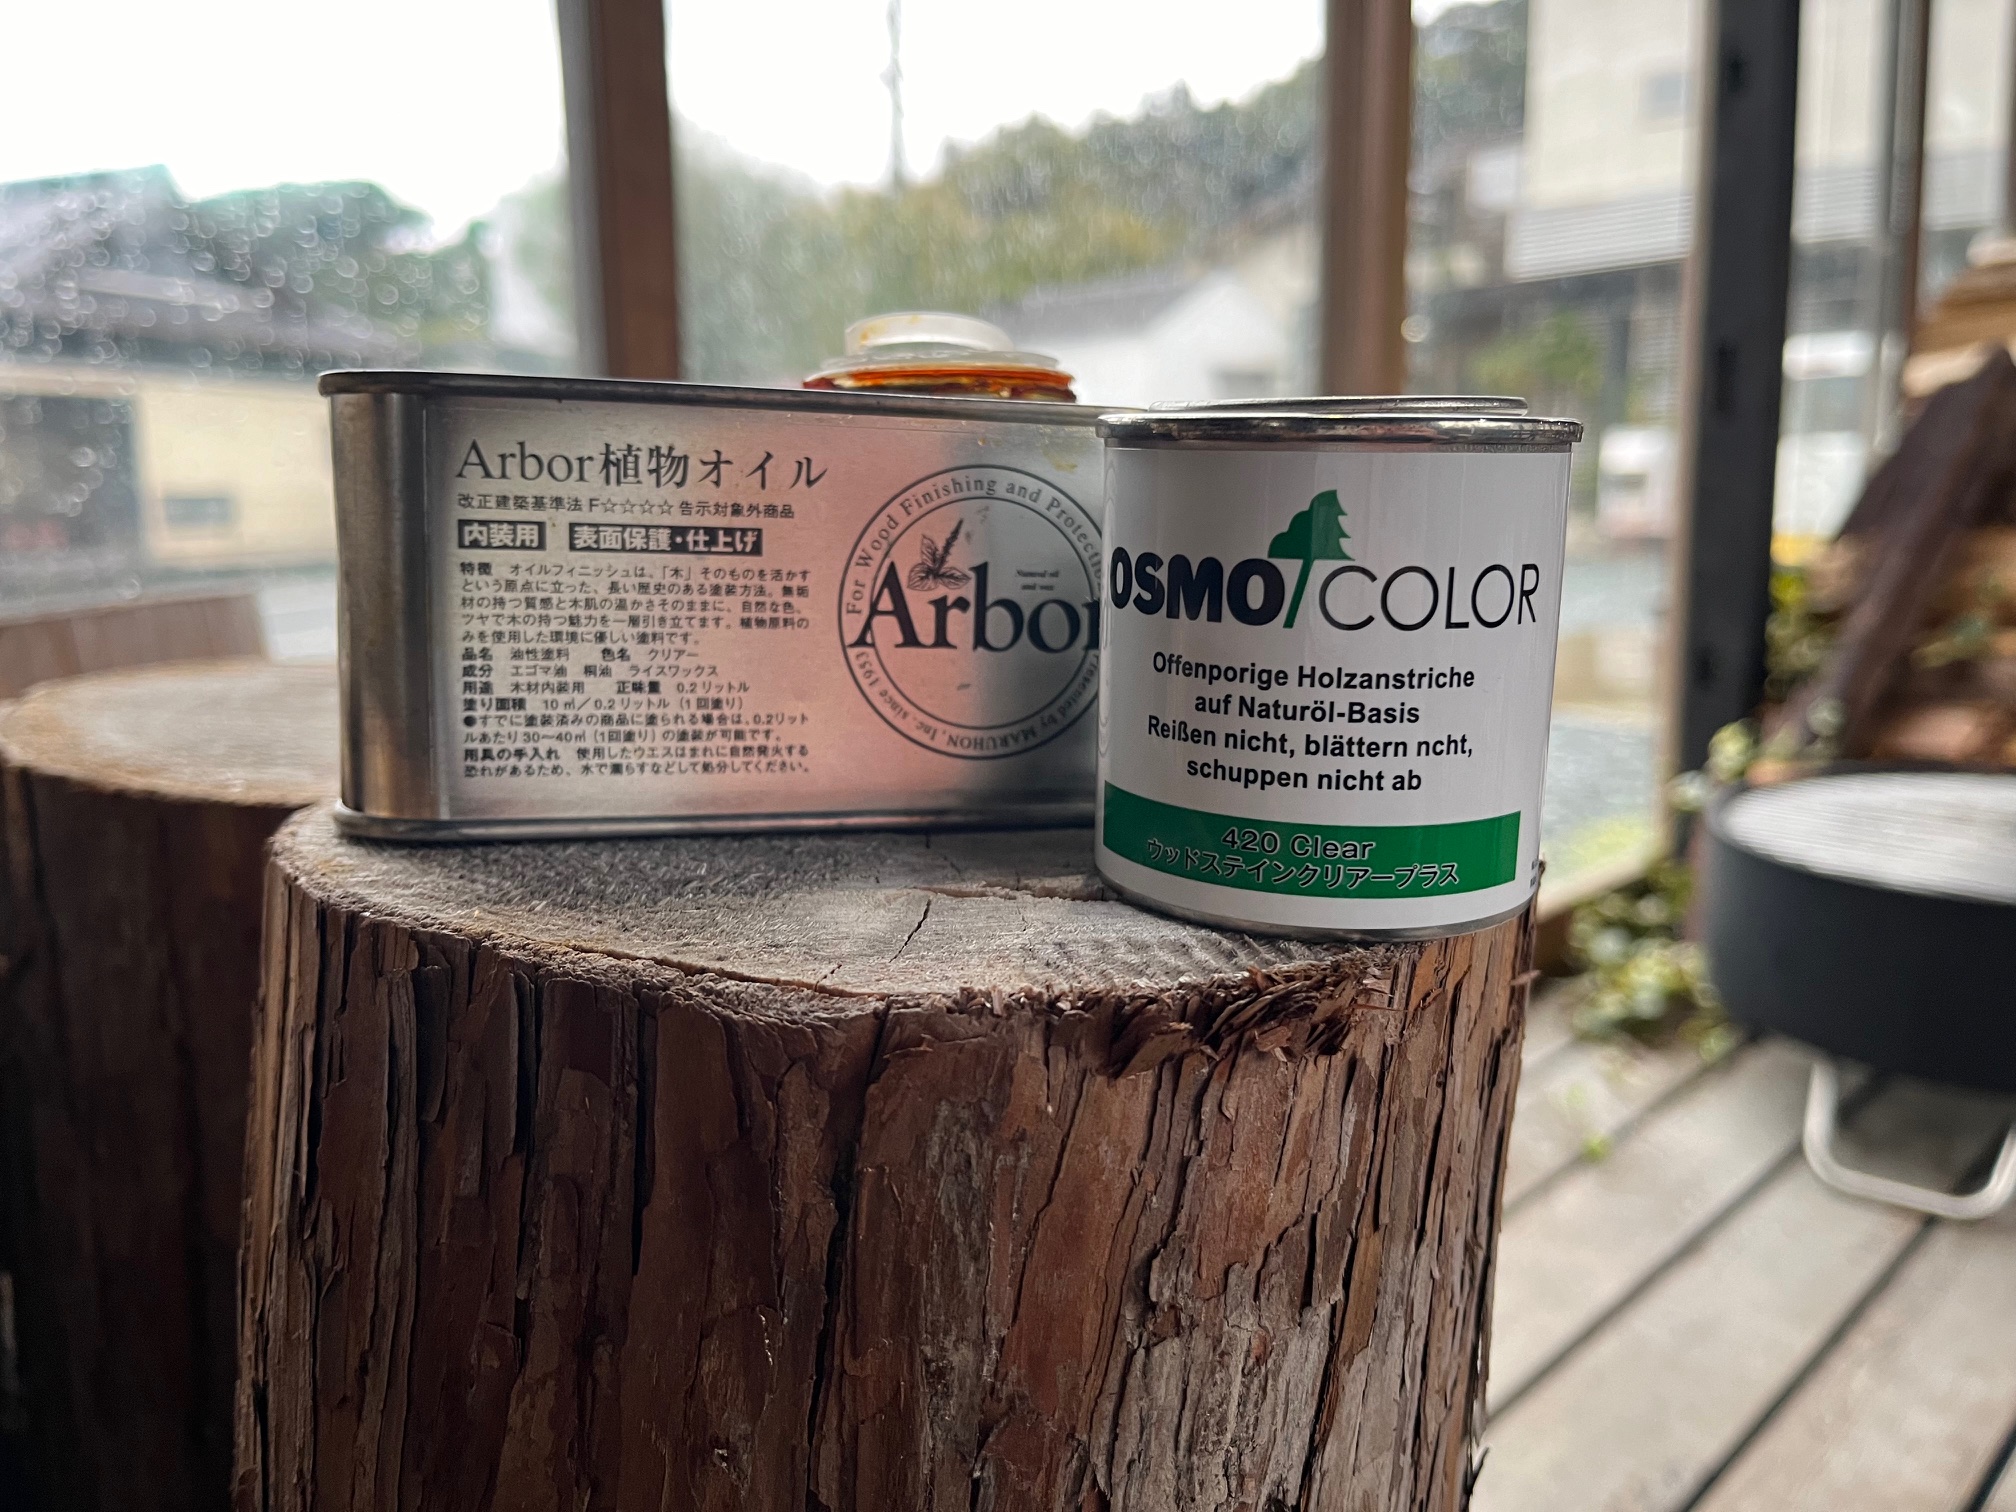 Arbor植物オイル
改正建築基準法 F☆☆☆☆ 告示対象外商品
内装用 表面保護・仕上げ
特徴 オイルフィニッシュは、「木」そのものを活かす
という原点に立った、長い歴史のある塗装方法。無垢
材の持つ質感と木肌の温かさそのままに、自然な色、
ツヤで木の持つ魅力を一層引き立てます。植物原料の
みを使用した環境に優しい塗料です。
品名 油性塗料 色名 クリアー
成分 エゴマ油 桐油 ライスワックス
用途 木材内装用 正味量 0.2リットル
塗り面積 10㎡/0.2リットル(1回塗り)
●すでに塗装済みの商品に塗られる場合は、0.2リット
ルあたり30〜40㎡(1回塗り)の塗装が可能です。
用具の手入れ 使用したウエスはまれに自然発火する
恐れがあるため、水で濡らすなどして処分してください。
For Wood Finishing and Protectio
Natural oil
and wax
Arbor
Presented by MARUHON, Inc. since 1953
OSMO COLOR
Offenporige Holzanstriche
auf Naturöl-Basis
Reißen nicht, blättern ncht,
schuppen nicht ab
420 Clear
ウッドステインクリアープラス